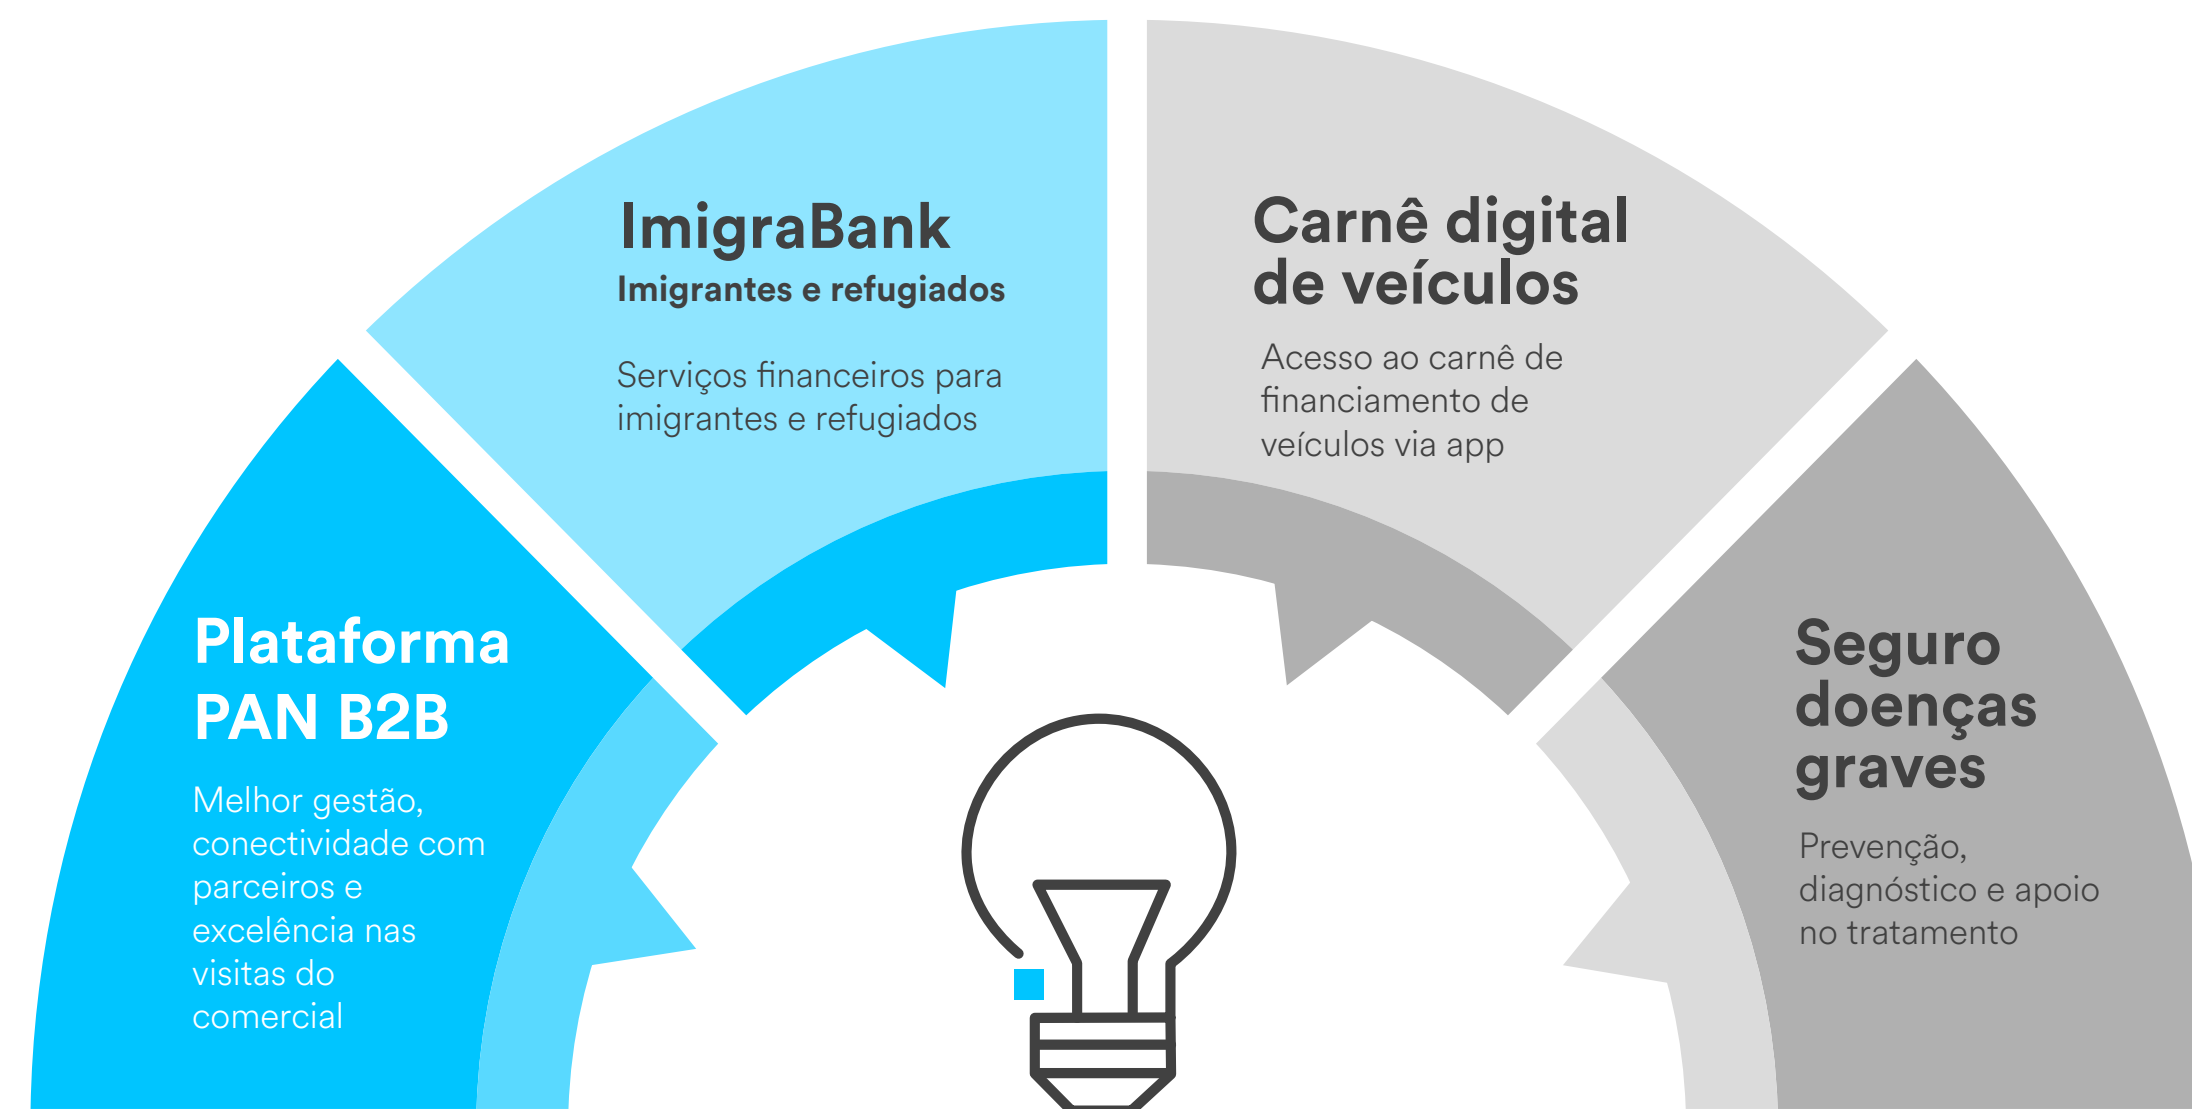 Plataforma
PAN B2B
Melhor gestão,
conectividade com
parceiros e
excelência nas
visitas do
comercial
ImigraBank
Imigrantes e refugiados
Serviços financeiros para
imigrantes e refugiados
Carnê digital
de veículos
Acesso ao carnê de
financiamento de
veículos via app
Seguro
doenças
graves
Prevenção,
diagnóstico e apoio
no tratamento